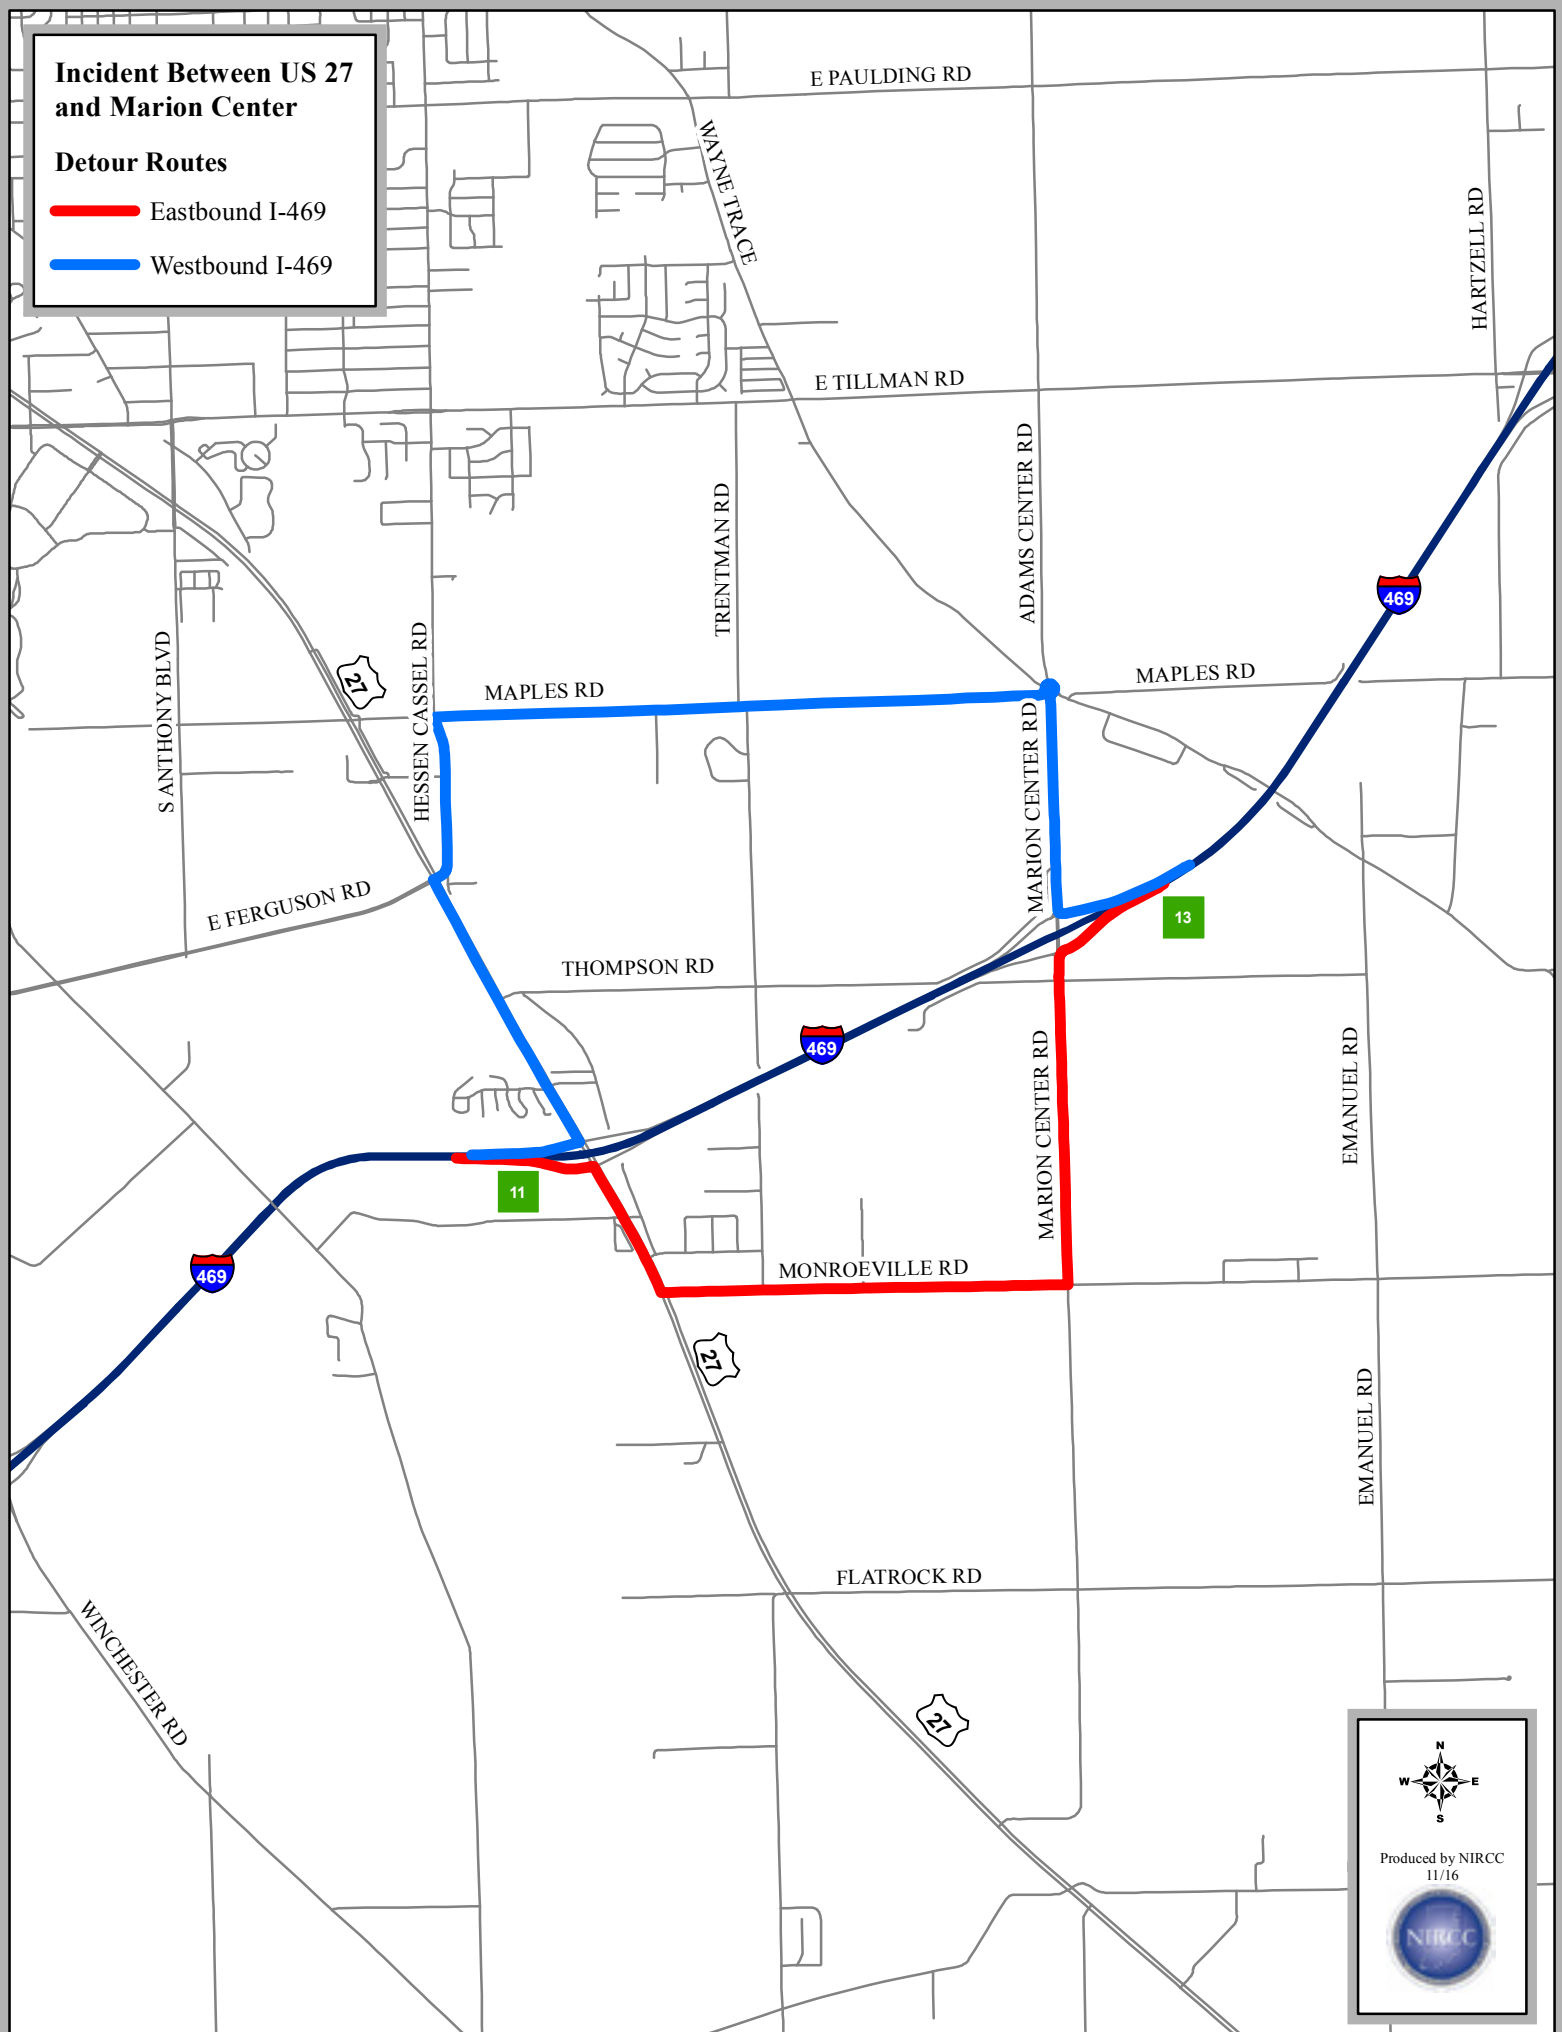 Incident Between US 27
and Marion Center
Detour Routes
Eastbound I-469
Westbound I-469
E PAULDING RD
WAYNE TRACE
HARTZELL RD
E TILLMAN RD
ADAMS CENTER RD
TRENTMAN RD
469
S ANTHONY BLVD
27
HESSEN CASSEL RD
MAPLES RD
MAPLES RD
MARION CENTER RD
E FERGUSON RD
13
THOMPSON RD
469
MARION CENTER RD
EMANUEL RD
11
469
MONROEVILLE RD
27
EMANUEL RD
FLATROCK RD
WINCHESTER RD
27
N
W E
S
Produced by NIRCC
11/16
NIRCC